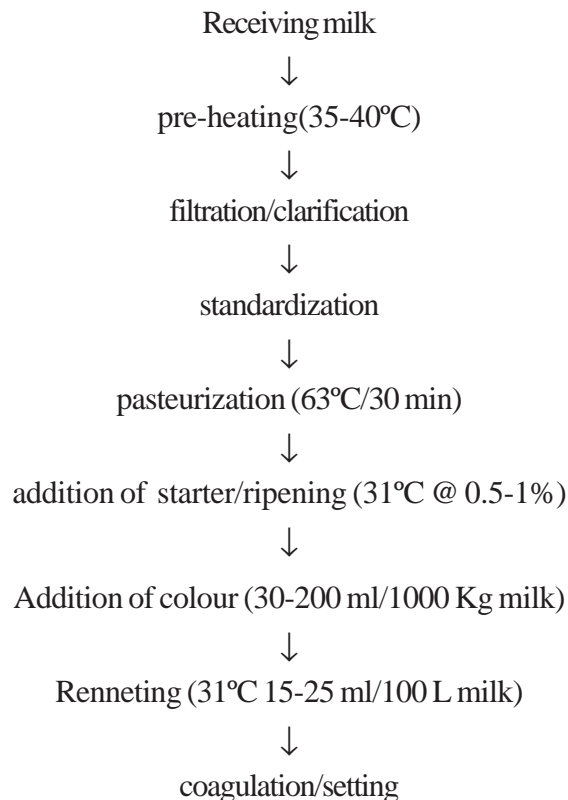 Receiving milk
↓
pre-heating(35-40ºC)
↓
filtration/clarification
↓
standardization
↓
pasteurization (63ºC/30 min)
↓
addition of starter/ripening (31ºC @ 0.5-1%)
↓
Addition of colour (30-200 ml/1000 Kg milk)
↓
Renneting (31ºC 15-25 ml/100 L milk)
↓
coagulation/setting